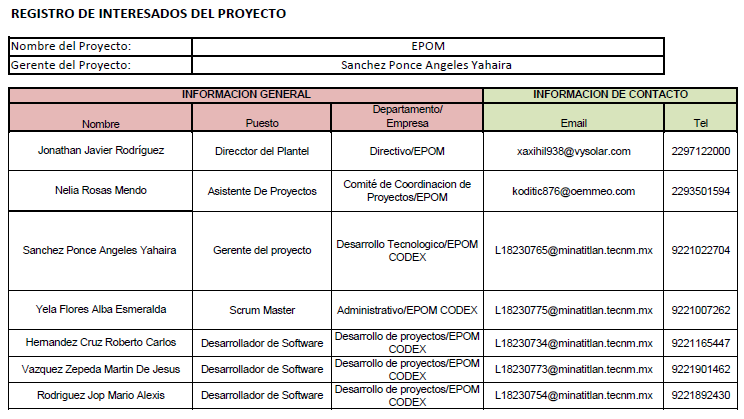 REGISTRO DE INTERESADOS DEL PROYECTO
Nombre del Proyecto: EPOM
Gerente del Proyecto: Sanchez Ponce Angeles Yahaira
INFORMACION GENERAL INFORMACION DE CONTACTO
Nombre Puesto Departamento/ Empresa Email Tel
Jonathan Javier Rodríguez Direcctor del Plantel Directivo/EPOM xaxihil938@vysolar.com 2297122000
Nelia Rosas Mendo Asistente De Proyectos Comité de Coordinacion de Proyectos/EPOM koditic876@oemmeo.com 2293501594
Sanchez Ponce Angeles Yahaira Gerente del proyecto Desarrollo Tecnologico/EPOM CODEX L18230765@minatitlan.tecnm.mx 9221022704
Yela Flores Alba Esmeralda Scrum Master Administrativo/EPOM CODEX L18230775@minatitlan.tecnm.mx 9221007262
Hernandez Cruz Roberto Carlos Desarrollador de Software Desarrollo de proyectos/EPOM CODEX L18230734@minatitlan.tecnm.mx 9221165447
Vazquez Zepeda Martin De Jesus Desarrollador de Software Desarrollo de proyectos/EPOM CODEX L18230773@minatitlan.tecnm.mx 9221901462
Rodriguez Jop Mario Alexis Desarrollador de Software Desarrollo de proyectos/EPOM CODEX L18230754@minatitlan.tecnm.mx 9221892430